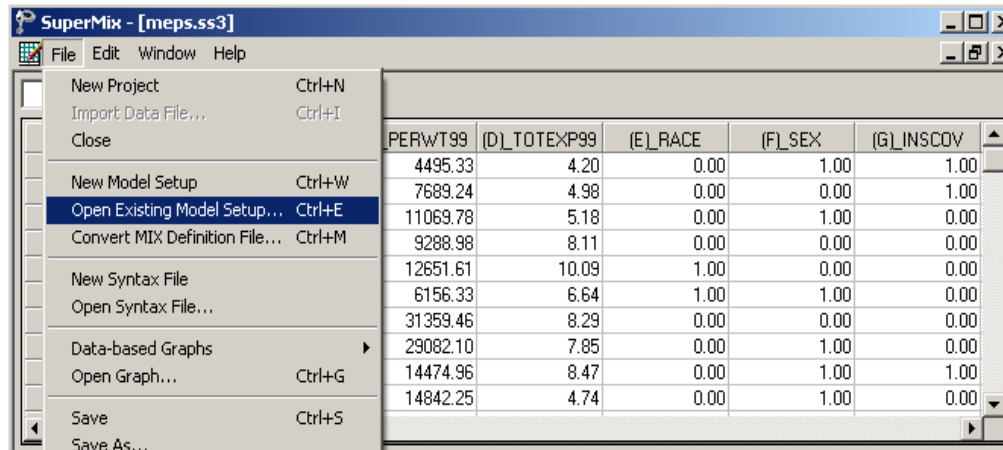 SuperMix - [meps.ss3]
File Edit Window Help
New Project Ctrl+N
Import Data File... Ctrl+I
Close
New Model Setup Ctrl+W
Open Existing Model Setup... Ctrl+E
Convert MIX Definition File... Ctrl+M
New Syntax File
Open Syntax File...
Data-based Graphs
Open Graph... Ctrl+G
Save Ctrl+S
Save As...
_PERWT99 (D)_TOTEXP99 (E)_RACE (F)_SEX (G)_INSCOV
4495.33 4.20 0.00 1.00 1.00
7689.24 4.98 0.00 0.00 1.00
11069.78 5.18 0.00 1.00 0.00
9288.98 8.11 0.00 0.00 0.00
12651.61 10.09 1.00 0.00 0.00
6156.33 6.64 1.00 1.00 0.00
31359.46 8.29 0.00 0.00 0.00
29082.10 7.85 0.00 1.00 0.00
14474.96 8.47 0.00 1.00 1.00
14842.25 4.74 0.00 1.00 0.00